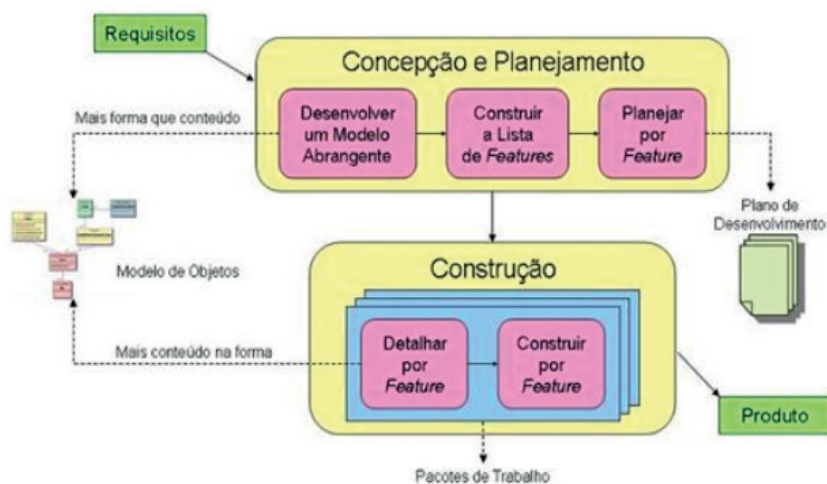 Requisitos
Concepção e Planejamento
Mais forma que conteúdo
Desenvolver
um Modelo
Abrangente
Construir
a Lista
de Features
Planejar
por
Feature
Plano de
Desenvolvimento
Modelo de Objetos
Construção
Mais conteúdo na forma
Detalhar
por
Feature
Construir
por
Feature
Produto
Pacotes de Trabalho